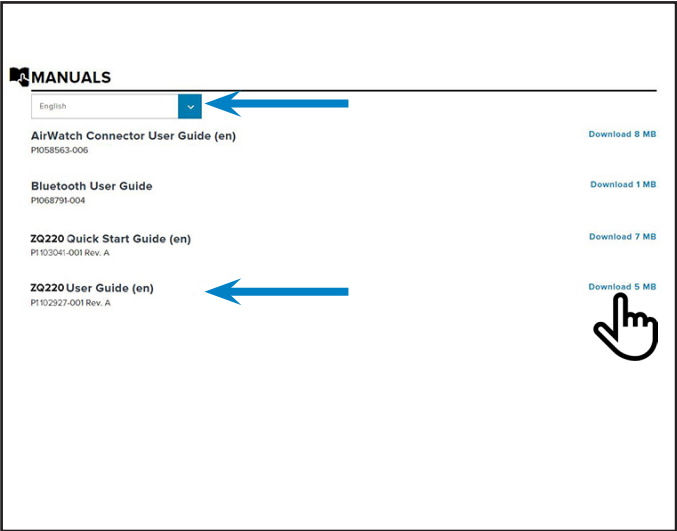 MANUALS
English
AirWatch Connector User Guide (en)
Download 8 MB
P1058563-006
Bluetooth User Guide
Download 1 MB
P1068791-004
ZQ220 Quick Start Guide (en)
Download 7 MB
P1103041-001 Rev. A
ZQ220 User Guide (en)
Download 5 MB
P1102927-001 Rev. A